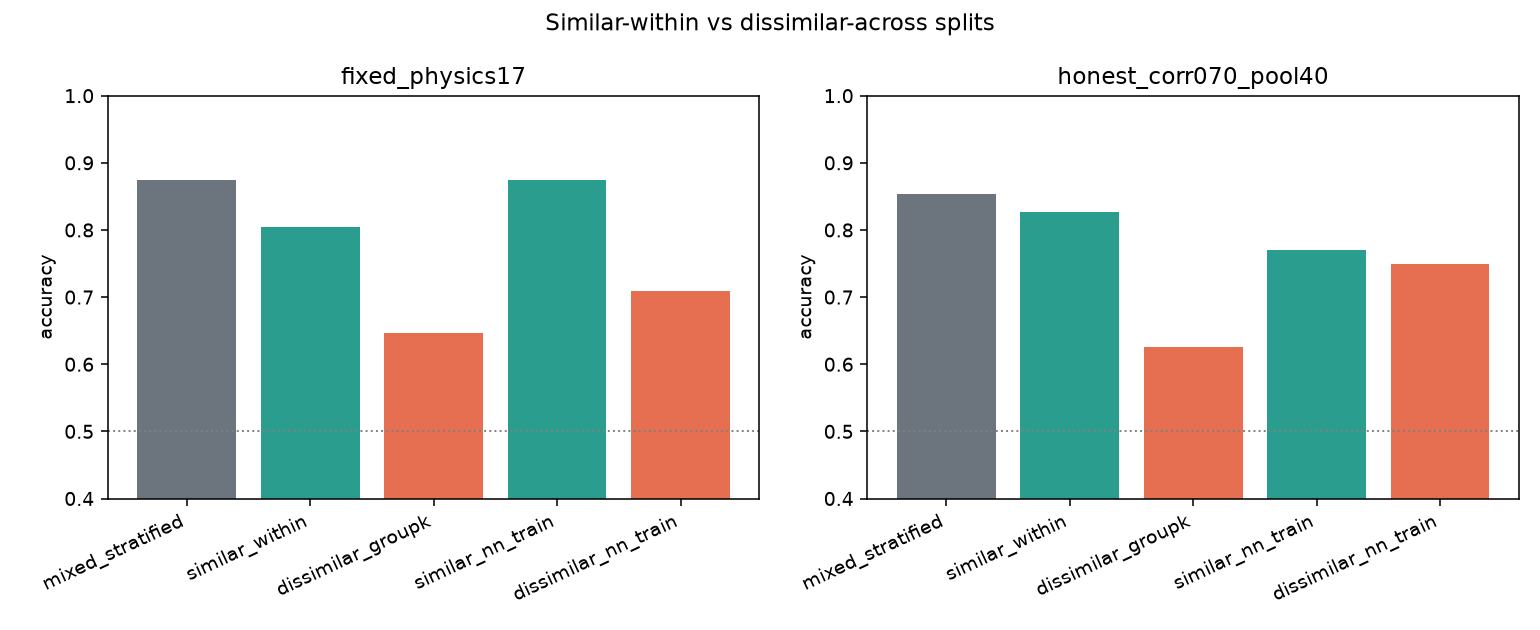 Similar-within vs dissimilar-across splits
fixed_physics17
accuracy
1.0
0.9
0.8
0.7
0.6
0.5
0.4
mixed_stratified
similar_within
dissimilar_groupk
similar_nn_train
dissimilar_nn_train
honest_corr070_pool40
accuracy
1.0
0.9
0.8
0.7
0.6
0.5
0.4
mixed_stratified
similar_within
dissimilar_groupk
similar_nn_train
dissimilar_nn_train